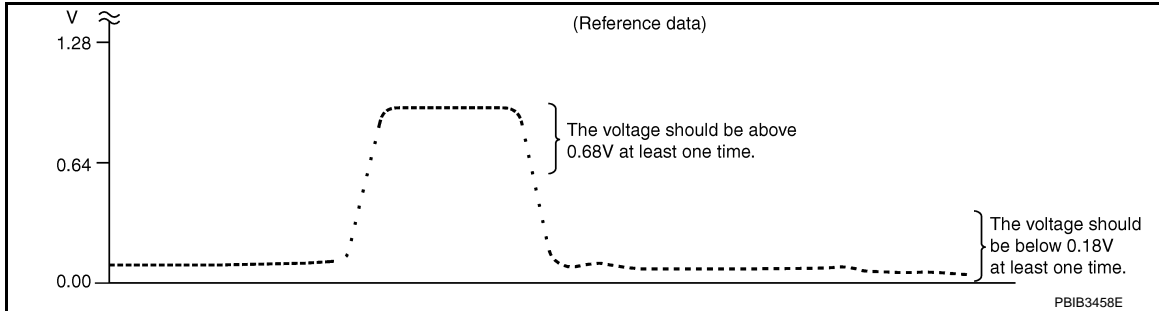 V
(Reference data)
1.28
The voltage should be above
0.68V at least one time.
0.64
The voltage should
be below 0.18V
at least one time.
0.00
PBIB3458E